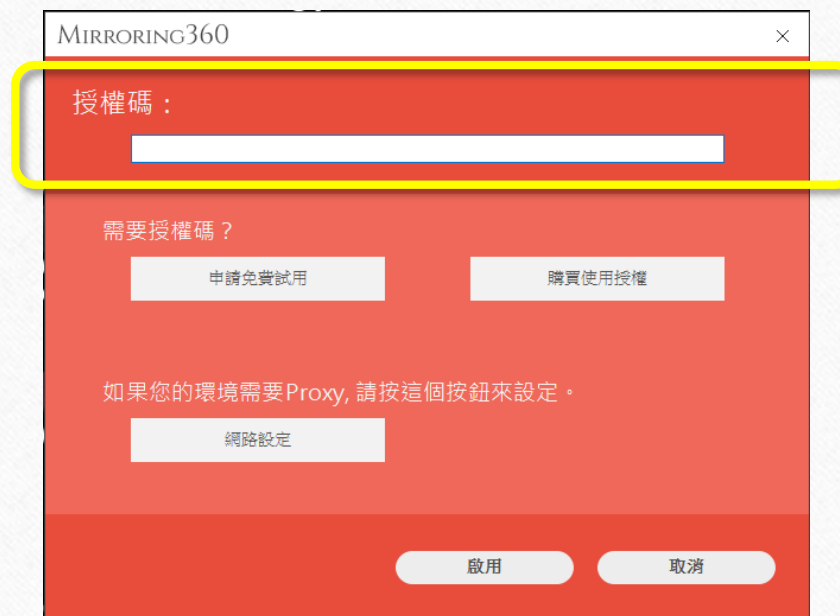 MIRRORING360
授權碼：
需要授權碼？
申請免費試用
購買使用授權
如果您的環境需要Proxy, 請按這個按鈕來設定。
網路設定
啟用
取消